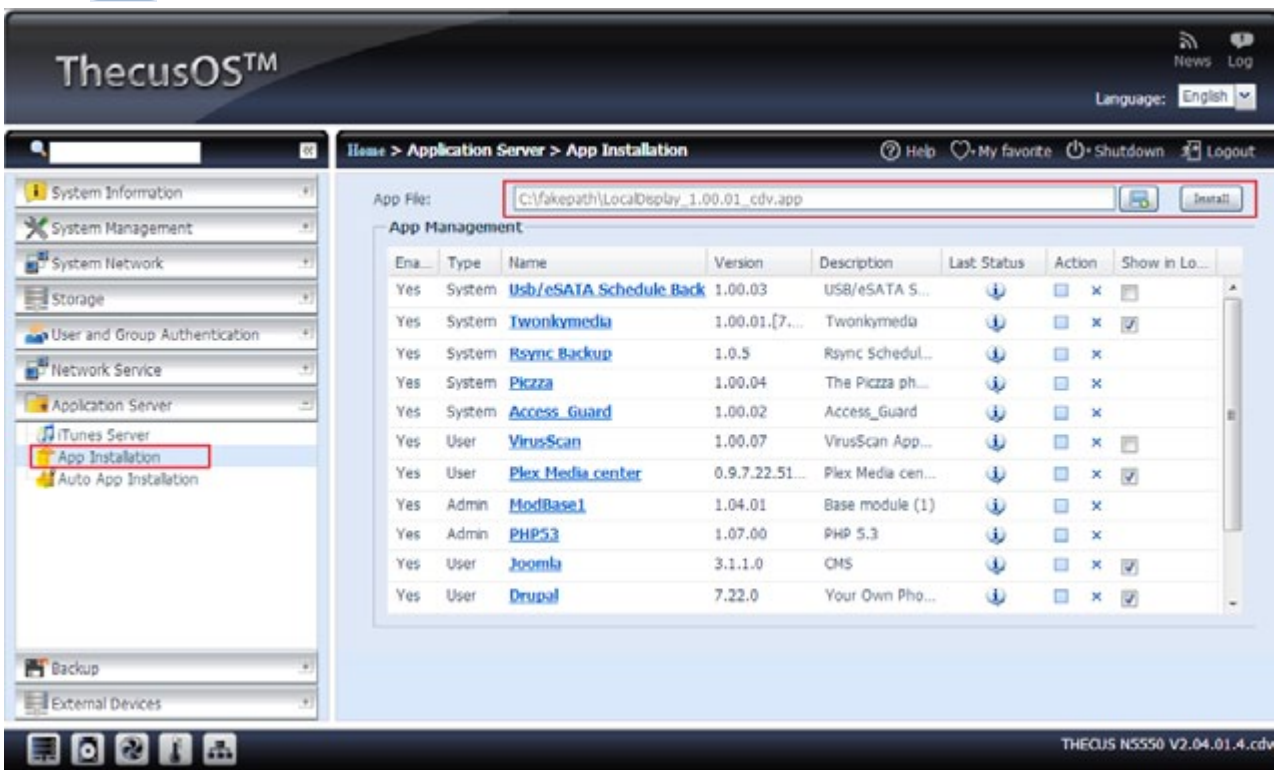 ThecusOS™
News Log
Language: English
Home > Application Server > App Installation Help My favorite Shutdown Logout
System Information
System Management
System Network
Storage
User and Group Authentication
Network Service
Application Server
iTunes Server
App Installation
Auto App Installation
Backup
External Devices
App File: C:\fakepath\LocalDisplay_1.00.01_cdv.app Install
App Management
Ena... Type Name Version Description Last Status Action Show in Lo...
Yes System Usb/eSATA Schedule Back 1.00.03 USB/eSATA S...
Yes System Twonkymedia 1.00.01.[7.... Twonkymedia
Yes System Rsync Backup 1.0.5 Rsync Schedul...
Yes System Piczza 1.00.04 The Piczza ph...
Yes System Access_Guard 1.00.02 Access_Guard
Yes User VirusScan 1.00.07 VirusScan App...
Yes User Plex Media center 0.9.7.22.51... Plex Media cen...
Yes Admin ModBase1 1.04.01 Base module (1)
Yes Admin PHP53 1.07.00 PHP 5.3
Yes User Joomla 3.1.1.0 CMS
Yes User Drupal 7.22.0 Your Own Pho...
THECUS N5550 V2.04.01.4.cdv